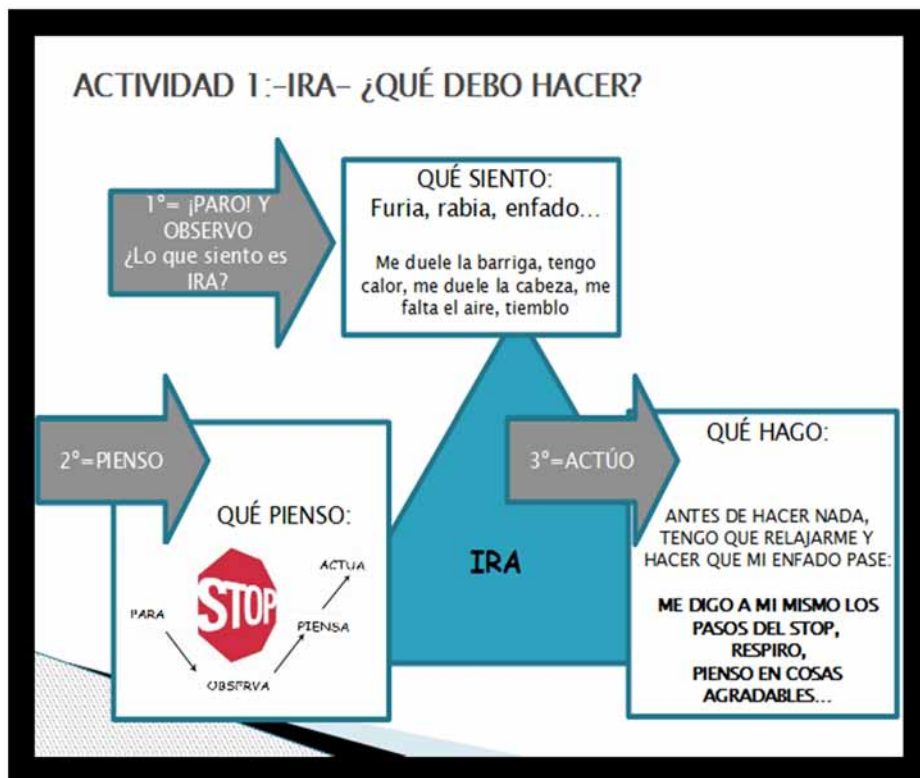 ACTIVIDAD 1:-IRA- ¿QUÉ DEBO HACER?
1º= ¡PARO! Y
OBSERVO
¿Lo que siento es
IRA?
QUÉ SIENTO:
Furia, rabia, enfado...
Me duele la barriga, tengo
calor, me duele la cabeza, me
falta el aire, tiemblo
2º=PIENSO
QUÉ PIENSO:
PARA
STOP
OBSERVA
PIENSA
ACTUA
IRA
3º=ACTÚO
QUÉ HAGO:
ANTES DE HACER NADA,
TENGO QUE RELAJARME Y
HACER QUE MI ENFADO PASE:
ME DIGO A MI MISMO LOS
PASOS DEL STOP,
RESPIRO,
PIENSO EN COSAS
AGRADABLES...